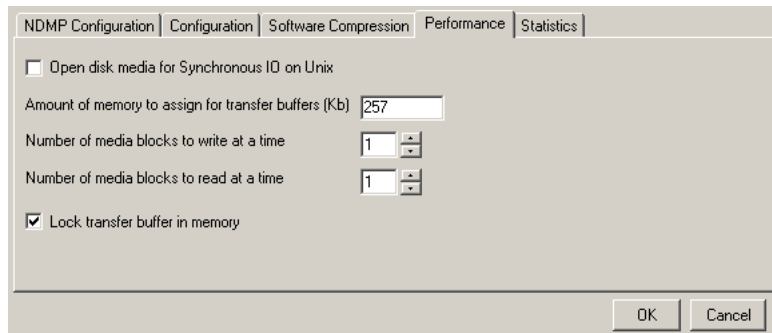 NDMP Configuration Configuration Software Compression Performance Statistics
Open disk media for Synchronous IO on Unix
Amount of memory to assign for transfer buffers (Kb) 257
Number of media blocks to write at a time 1
Number of media blocks to read at a time 1
Lock transfer buffer in memory
OK Cancel